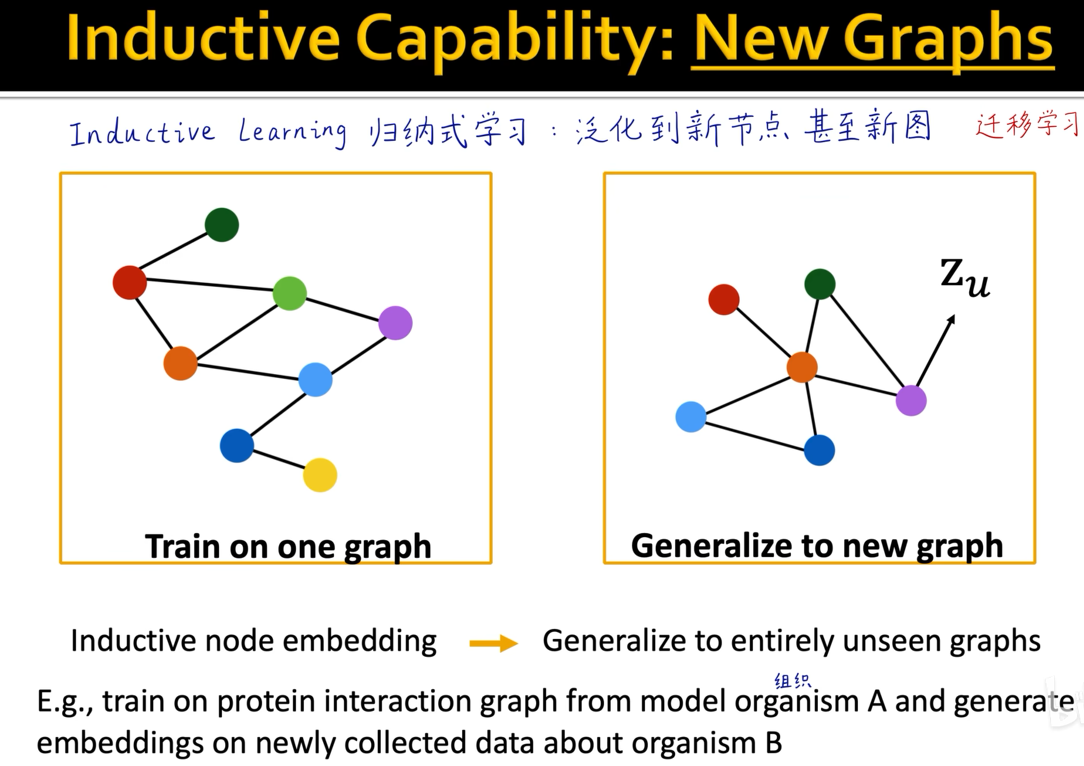 Inductive Capability: New Graphs
Inductive Learning 归纳式学习：泛化到新节点 甚至新图 迁移学习
z_u
Train on one graph
Generalize to new graph
Inductive node embedding
Generalize to entirely unseen graphs
组织
E.g., train on protein interaction graph from model organism A and generate
embeddings on newly collected data about organism B